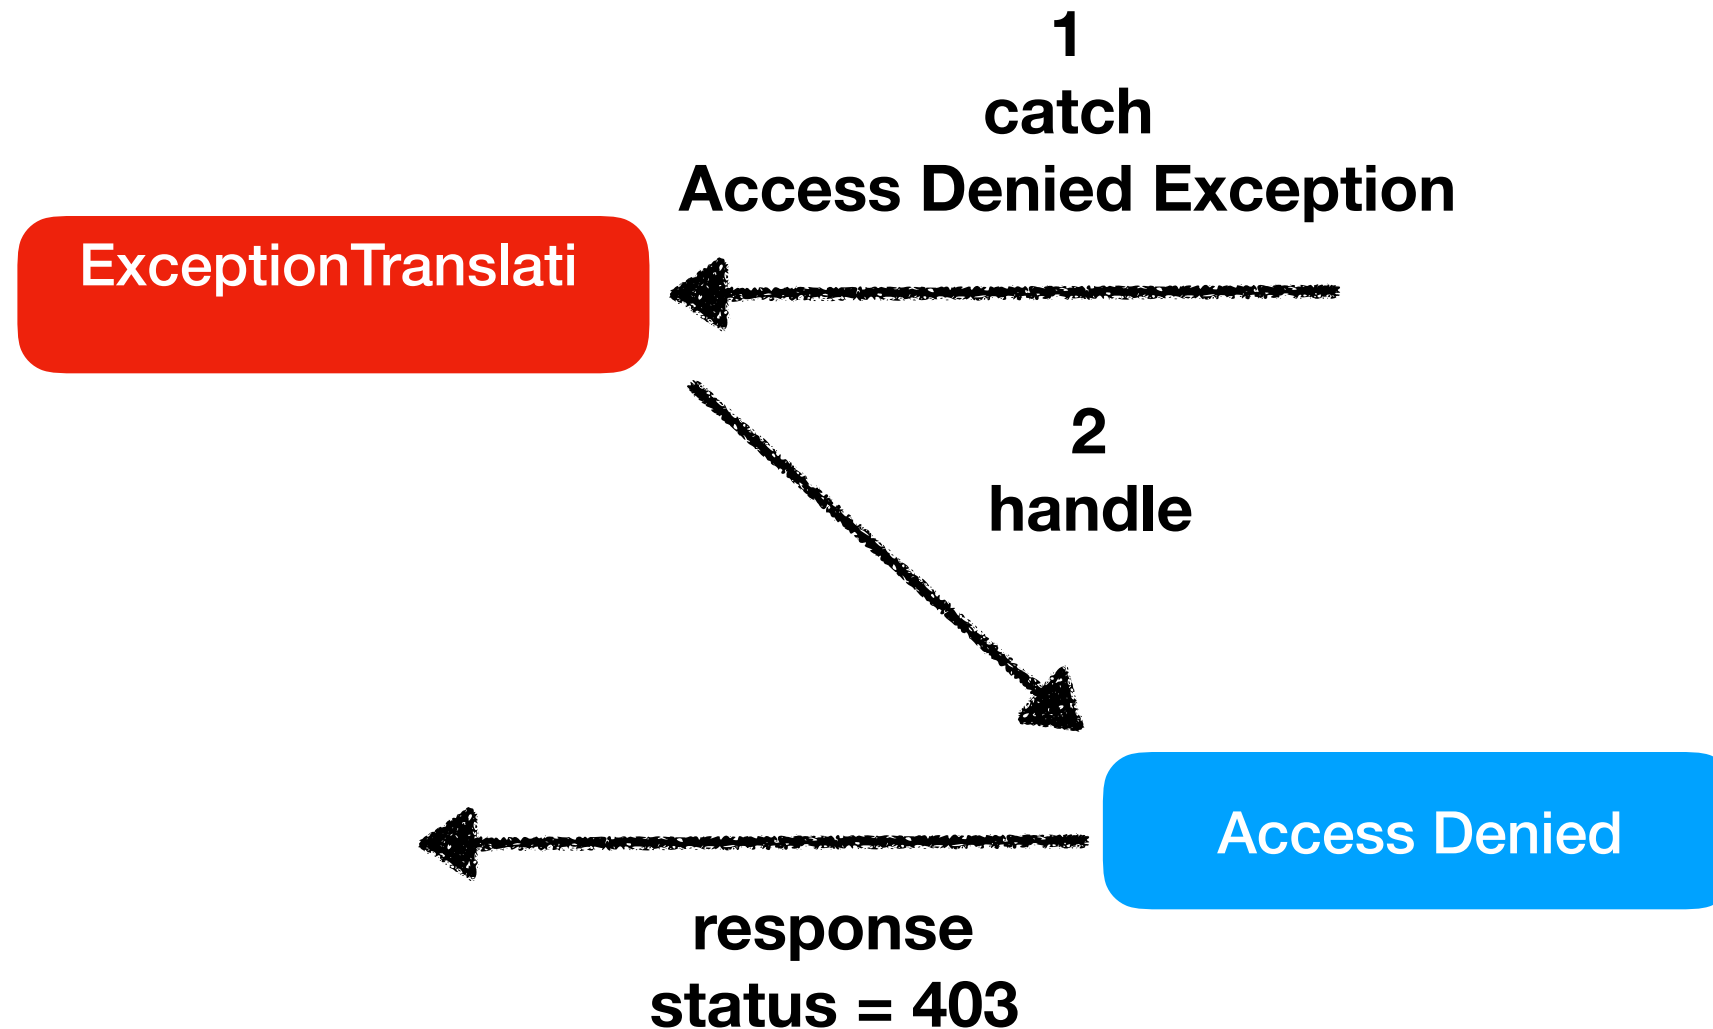 1
catch
Access Denied Exception
ExceptionTranslati
2
handle
Access Denied
response
status = 403